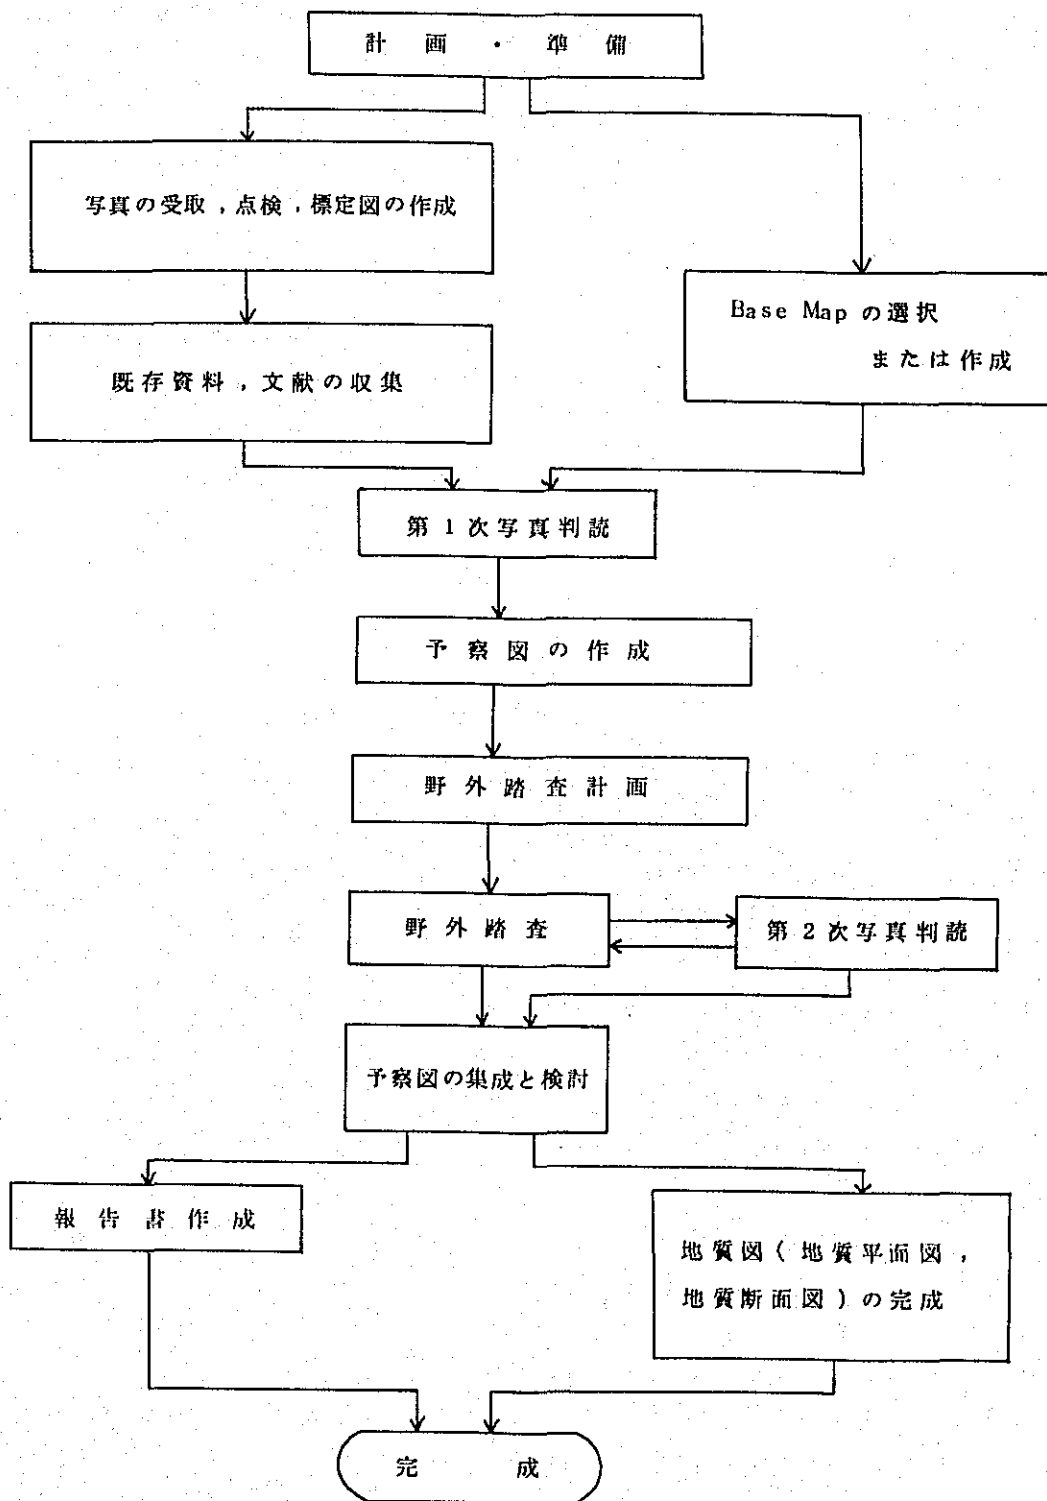 計画・準備
写真の受取,点検,標定図の作成
既存資料,文献の収集
Base Map の選択
または作成
第1次写真判読
予察図の作成
野外踏査計画
野外踏査
第2次写真判読
予察図の集成と検討
報告書作成
地質図(地質平面図,
地質断面図)の完成
完成